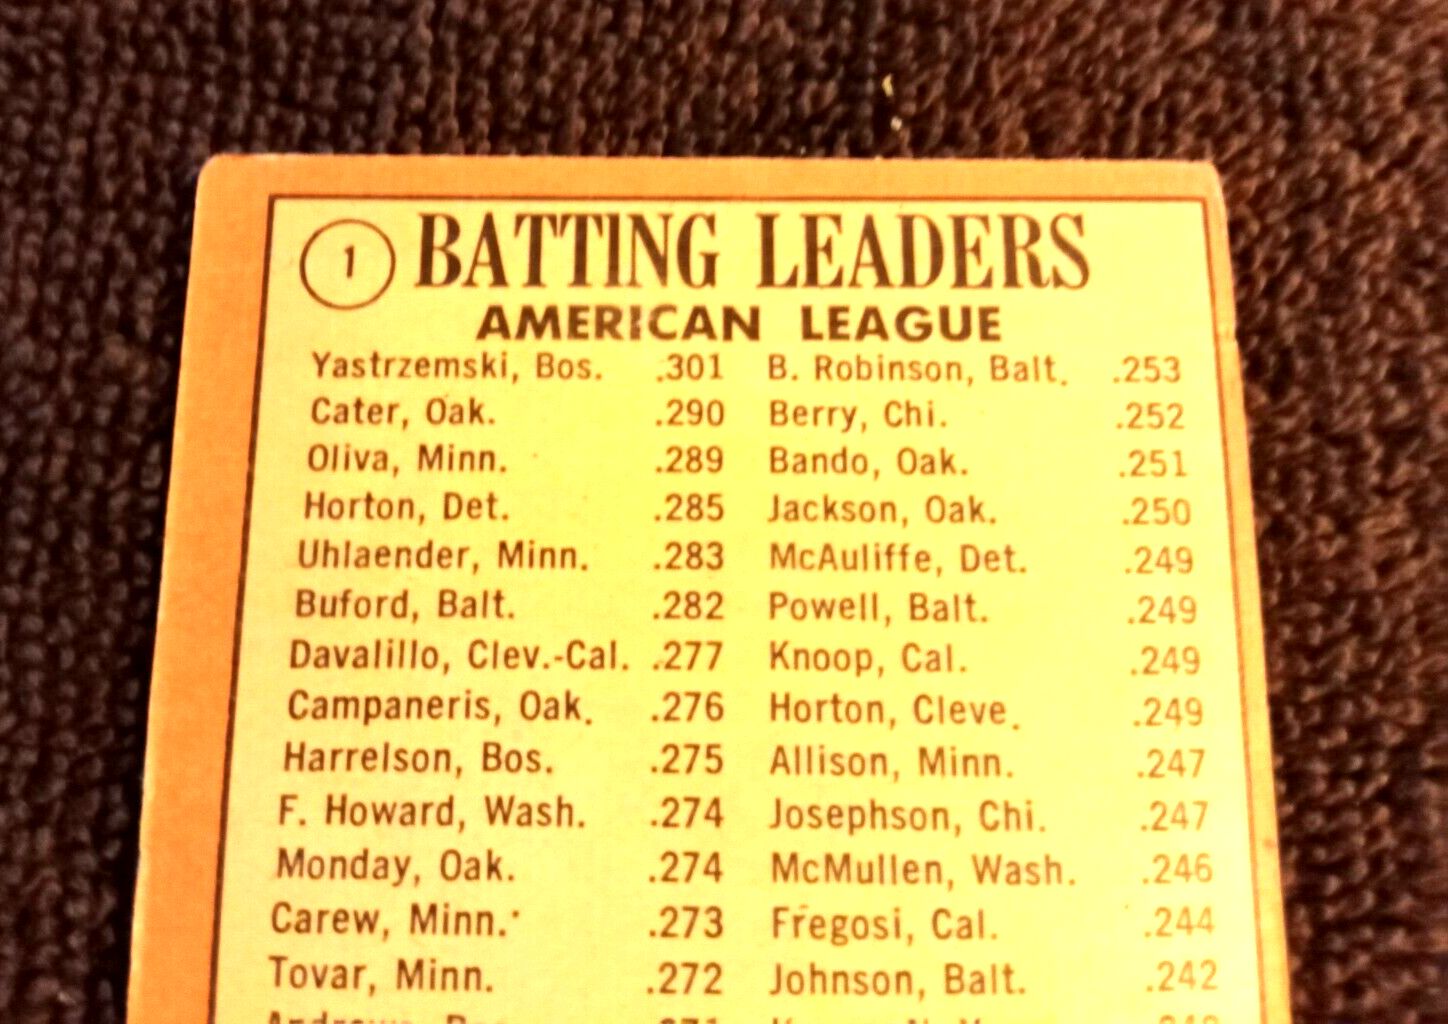 1 BATTING LEADERS
AMERICAN LEAGUE
Yastrzemski, Bos. .301 B. Robinson, Balt. .253
Cater, Oak. .290 Berry, Chi. .252
Oliva, Minn. .289 Bando, Oak. .251
Horton, Det. .285 Jackson, Oak. .250
Uhlaender, Minn. .283 McAuliffe, Det. .249
Buford, Balt. .282 Powell, Balt. .249
Davalillo, Clev.-Cal. .277 Knoop, Cal. .249
Campaneris, Oak. .276 Horton, Cleve. .249
Harrelson, Bos. .275 Allison, Minn. .247
F. Howard, Wash. .274 Josephson, Chi. .247
Monday, Oak. .274 McMullen, Wash. .246
Carew, Minn. .273 Fregosi, Cal. .244
Tovar, Minn. .272 Johnson, Balt. .242